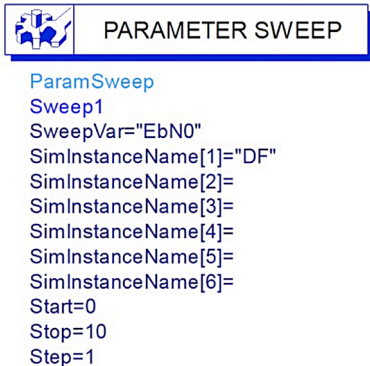 PARAMETER SWEEP
ParamSweep
Sweep1
SweepVar="EbN0"
SimInstanceName[1]="DF"
SimInstanceName[2]=
SimInstanceName[3]=
SimInstanceName[4]=
SimInstanceName[5]=
SimInstanceName[6]=
Start=0
Stop=10
Step=1